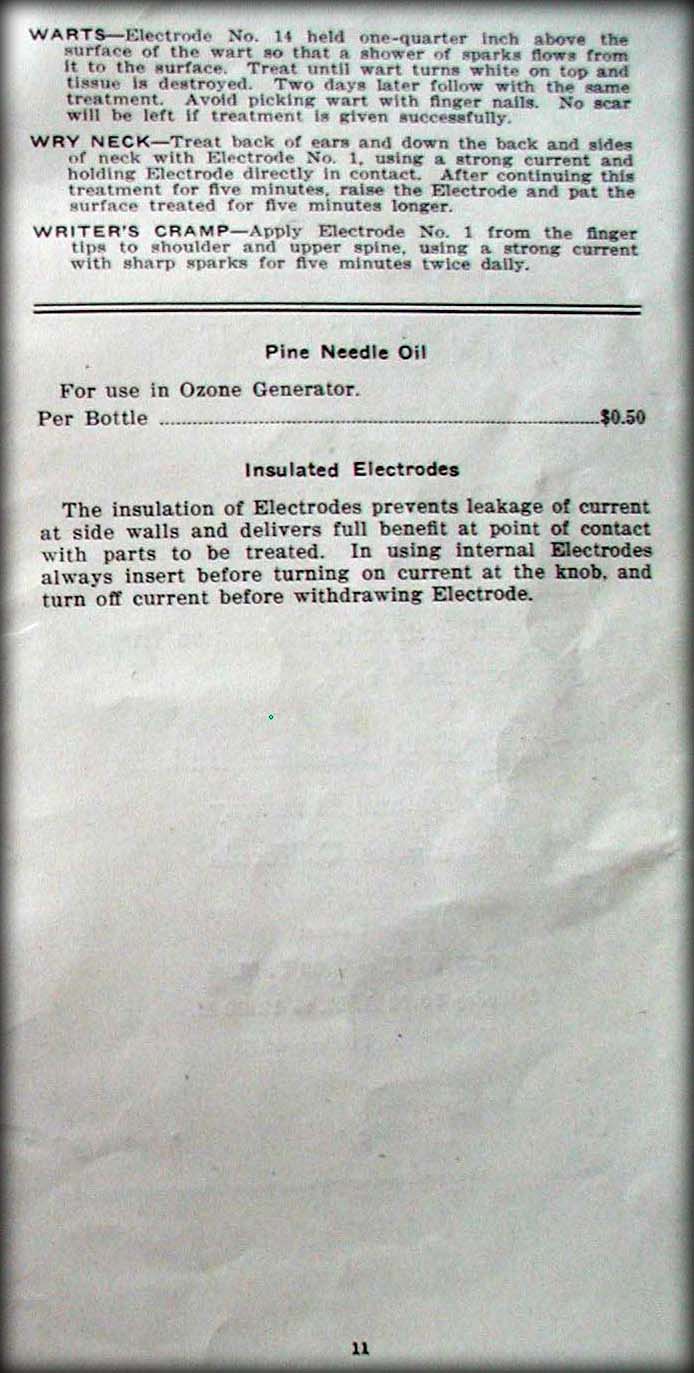 WARTS—Electrode No. 14 held one-quarter inch above the
surface of the wart so that a shower of sparks flows from
it to the surface. Treat until wart turns white on top and
tissue is destroyed. Two days later follow with the same
treatment. Avoid picking wart with finger nails. No scar
will be left if treatment is given successfully.
WRY NECK—Treat back of ears and down the back and sides
of neck with Electrode No. 1, using a strong current and
holding Electrode directly in contact. After continuing this
treatment for five minutes, raise the Electrode and pat the
surface treated for five minutes longer.
WRITER'S CRAMP—Apply Electrode No. 1 from the finger
tips to shoulder and upper spine, using a strong current
with sharp sparks for five minutes twice daily.
Pine Needle Oil
For use in Ozone Generator.
Per Bottle ........................................................................$0.50
Insulated Electrodes
The insulation of Electrodes prevents leakage of current
at side walls and delivers full benefit at point of contact
with parts to be treated. In using internal Electrodes
always insert before turning on current at the knob, and
turn off current before withdrawing Electrode.
11